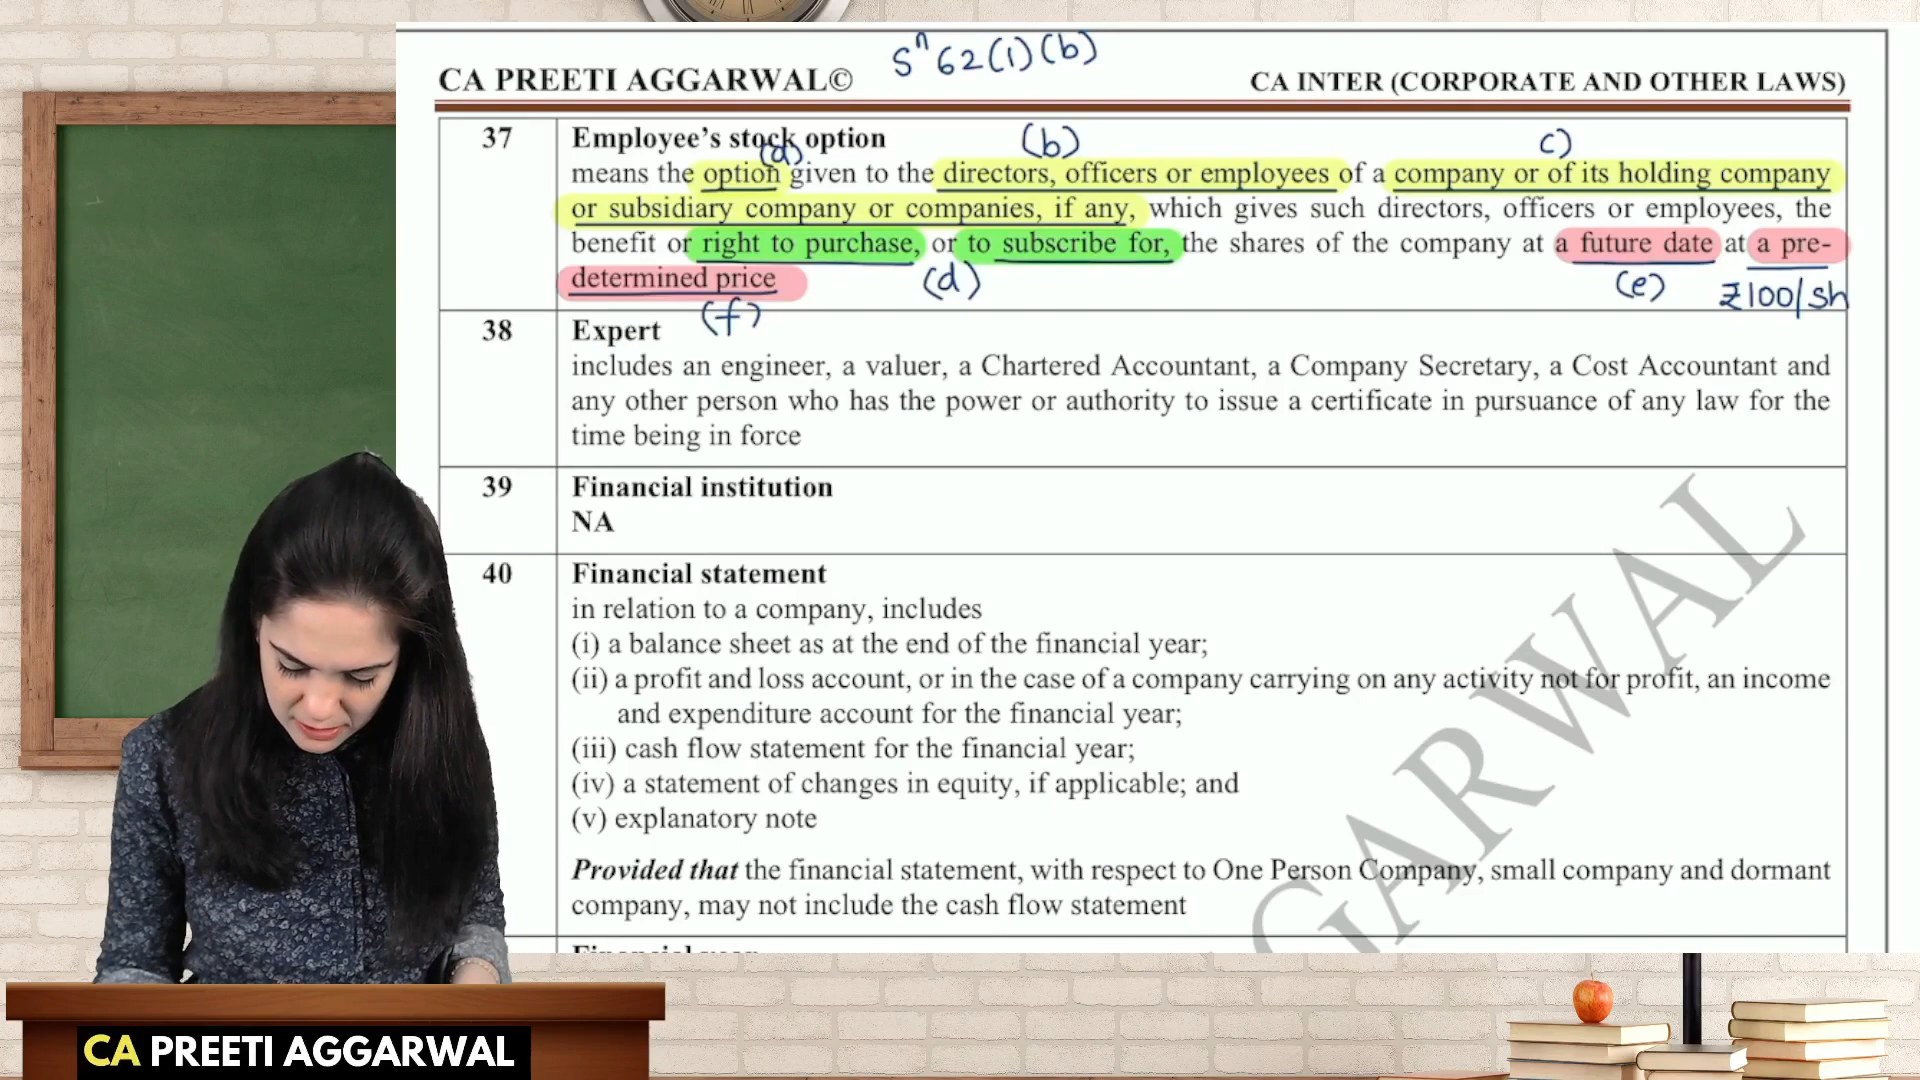 Sⁿ 62(1)(b)
CA PREETI AGGARWAL© CA INTER (CORPORATE AND OTHER LAWS)
37 Employee's stock option
(a) (b) c)
means the option given to the directors, officers or employees of a company or of its holding company
or subsidiary company or companies, if any, which gives such directors, officers or employees, the
benefit or right to purchase, or to subscribe for, the shares of the company at a future date at a pre-
determined price (d) (e) ₹100/sh
(f)
38 Expert
includes an engineer, a valuer, a Chartered Accountant, a Company Secretary, a Cost Accountant and
any other person who has the power or authority to issue a certificate in pursuance of any law for the
time being in force
39 Financial institution
NA
40 Financial statement
in relation to a company, includes
(i) a balance sheet as at the end of the financial year;
(ii) a profit and loss account, or in the case of a company carrying on any activity not for profit, an income
and expenditure account for the financial year;
(iii) cash flow statement for the financial year;
(iv) a statement of changes in equity, if applicable; and
(v) explanatory note
Provided that the financial statement, with respect to One Person Company, small company and dormant
company, may not include the cash flow statement
GARWAL
CA PREETI AGGARWAL